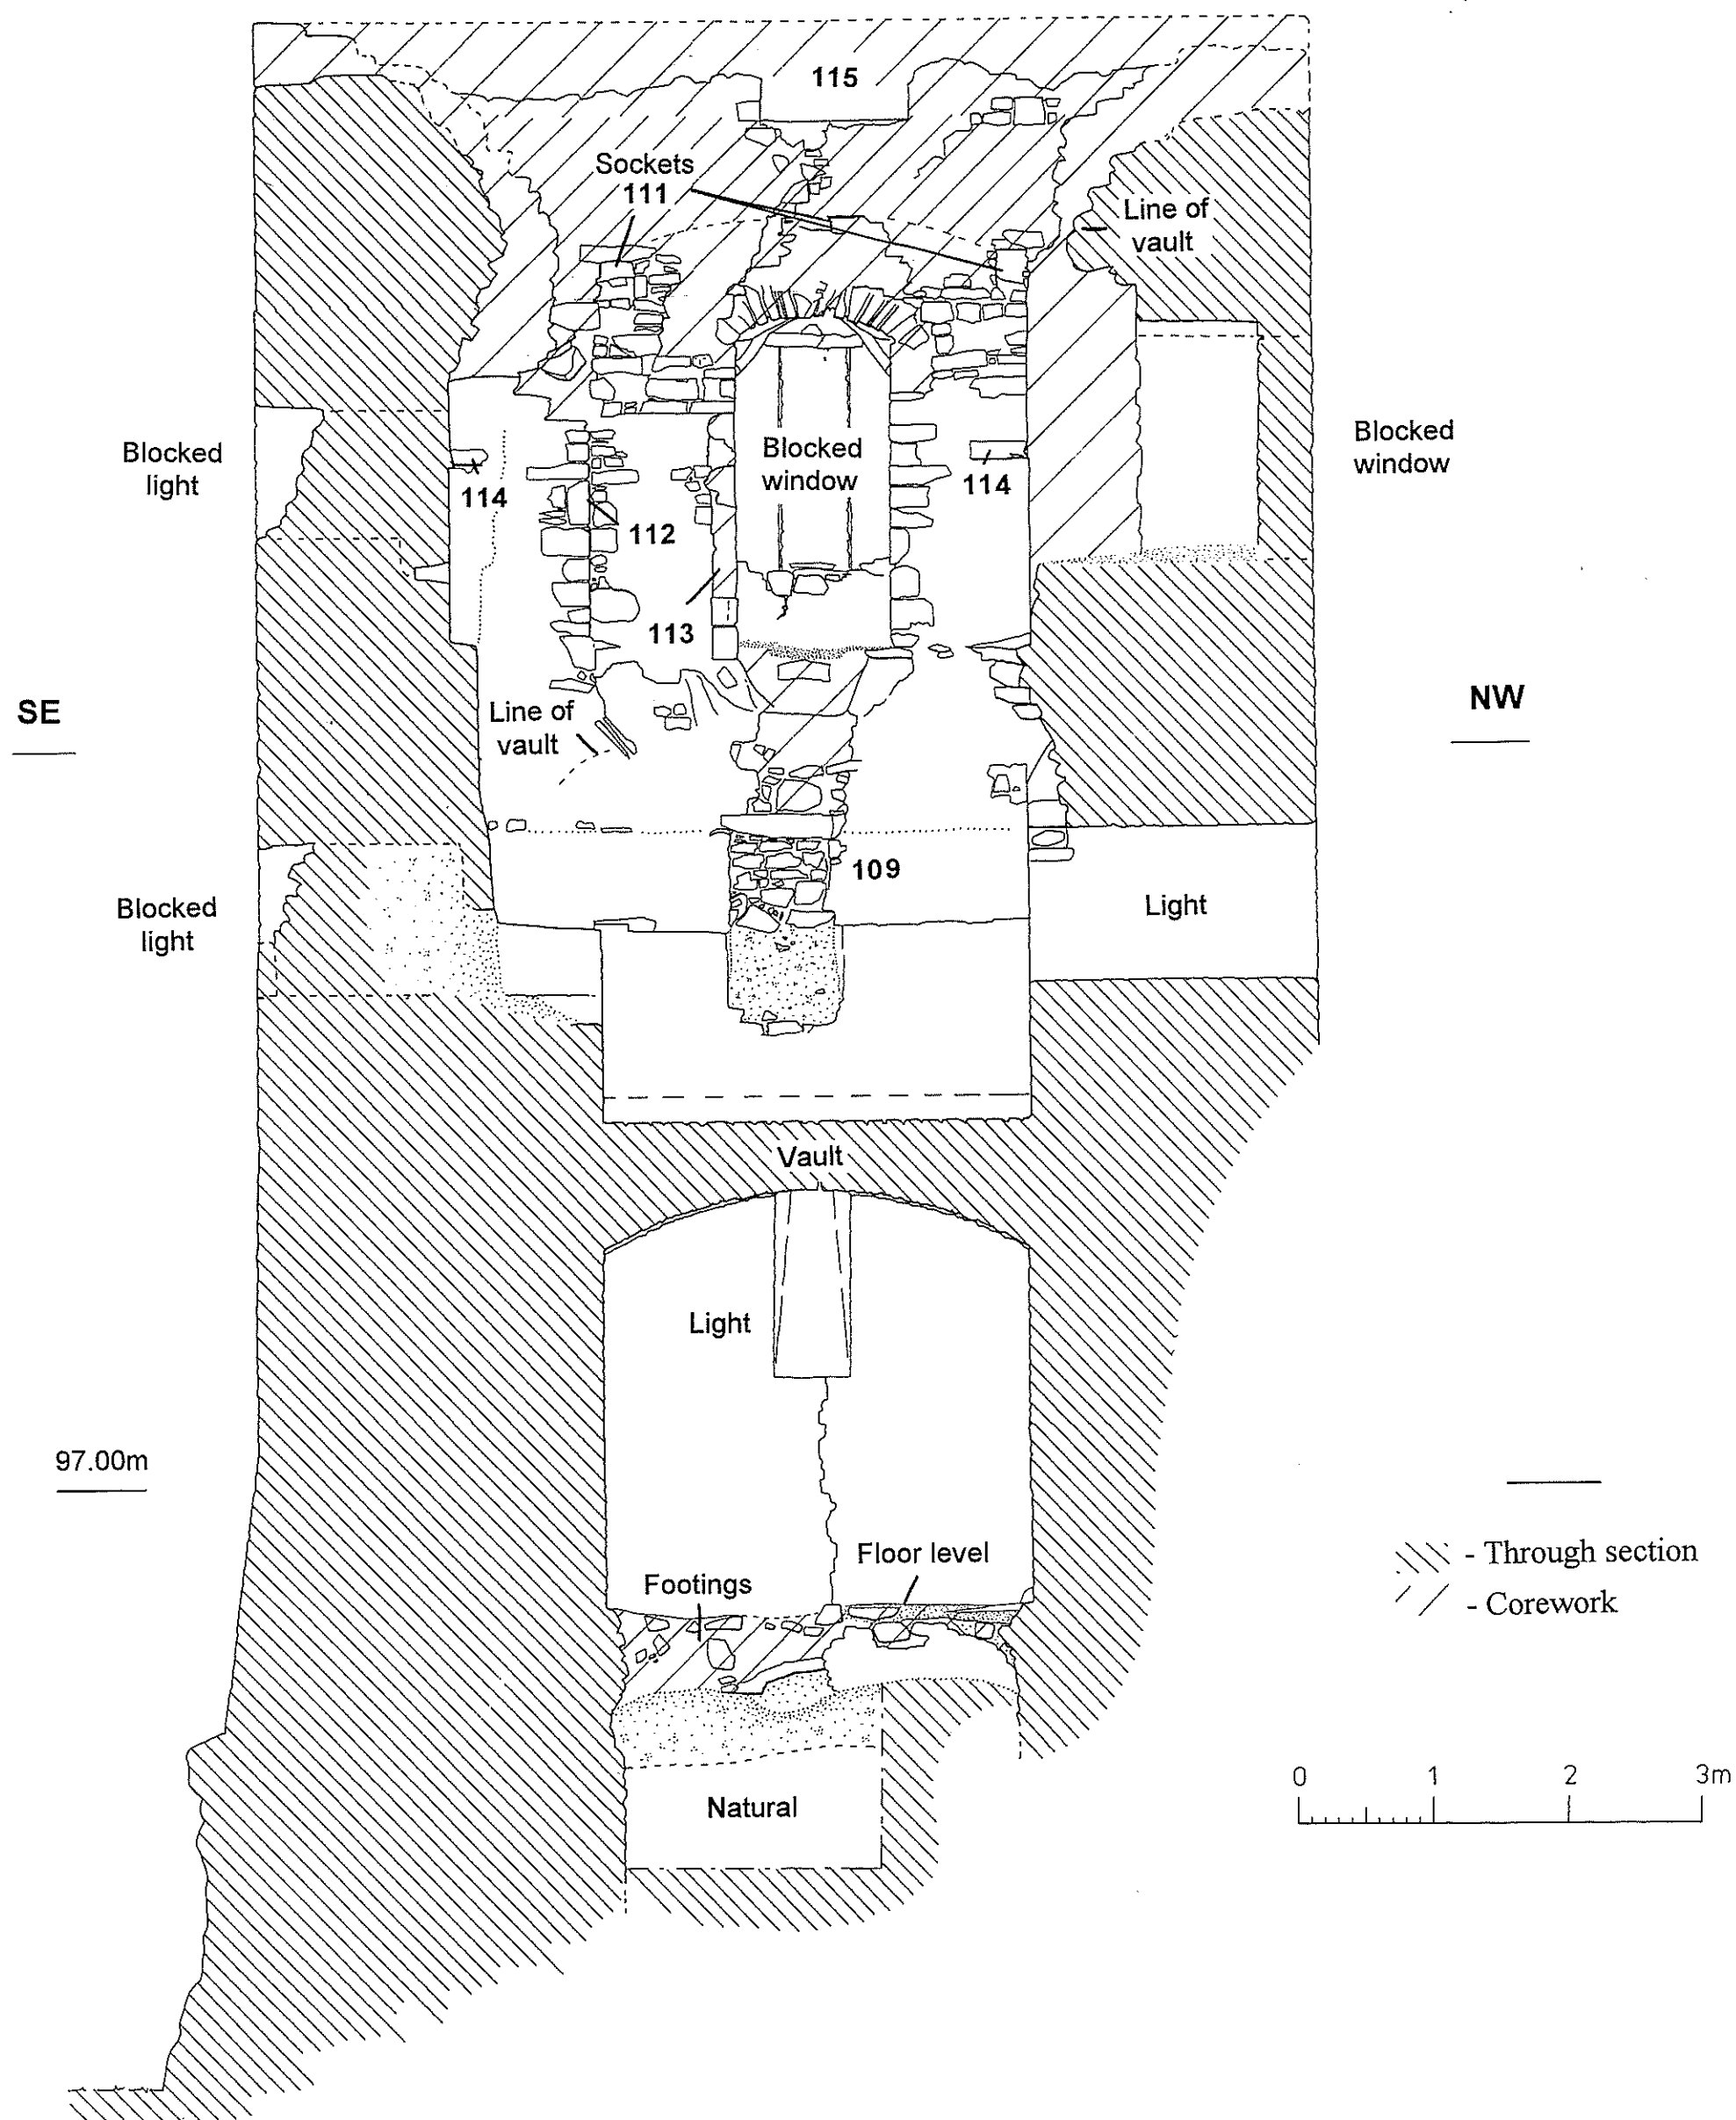 115
Sockets
111
Line of
vault
Blocked
light
114
112
113
Blocked
window
114
Blocked
window
SE
NW
Line of
vault
109
Blocked
light
Light
Vault
Light
97.00m
Floor level
Footings
- Through section
- Corework
Natural
0 1 2 3m